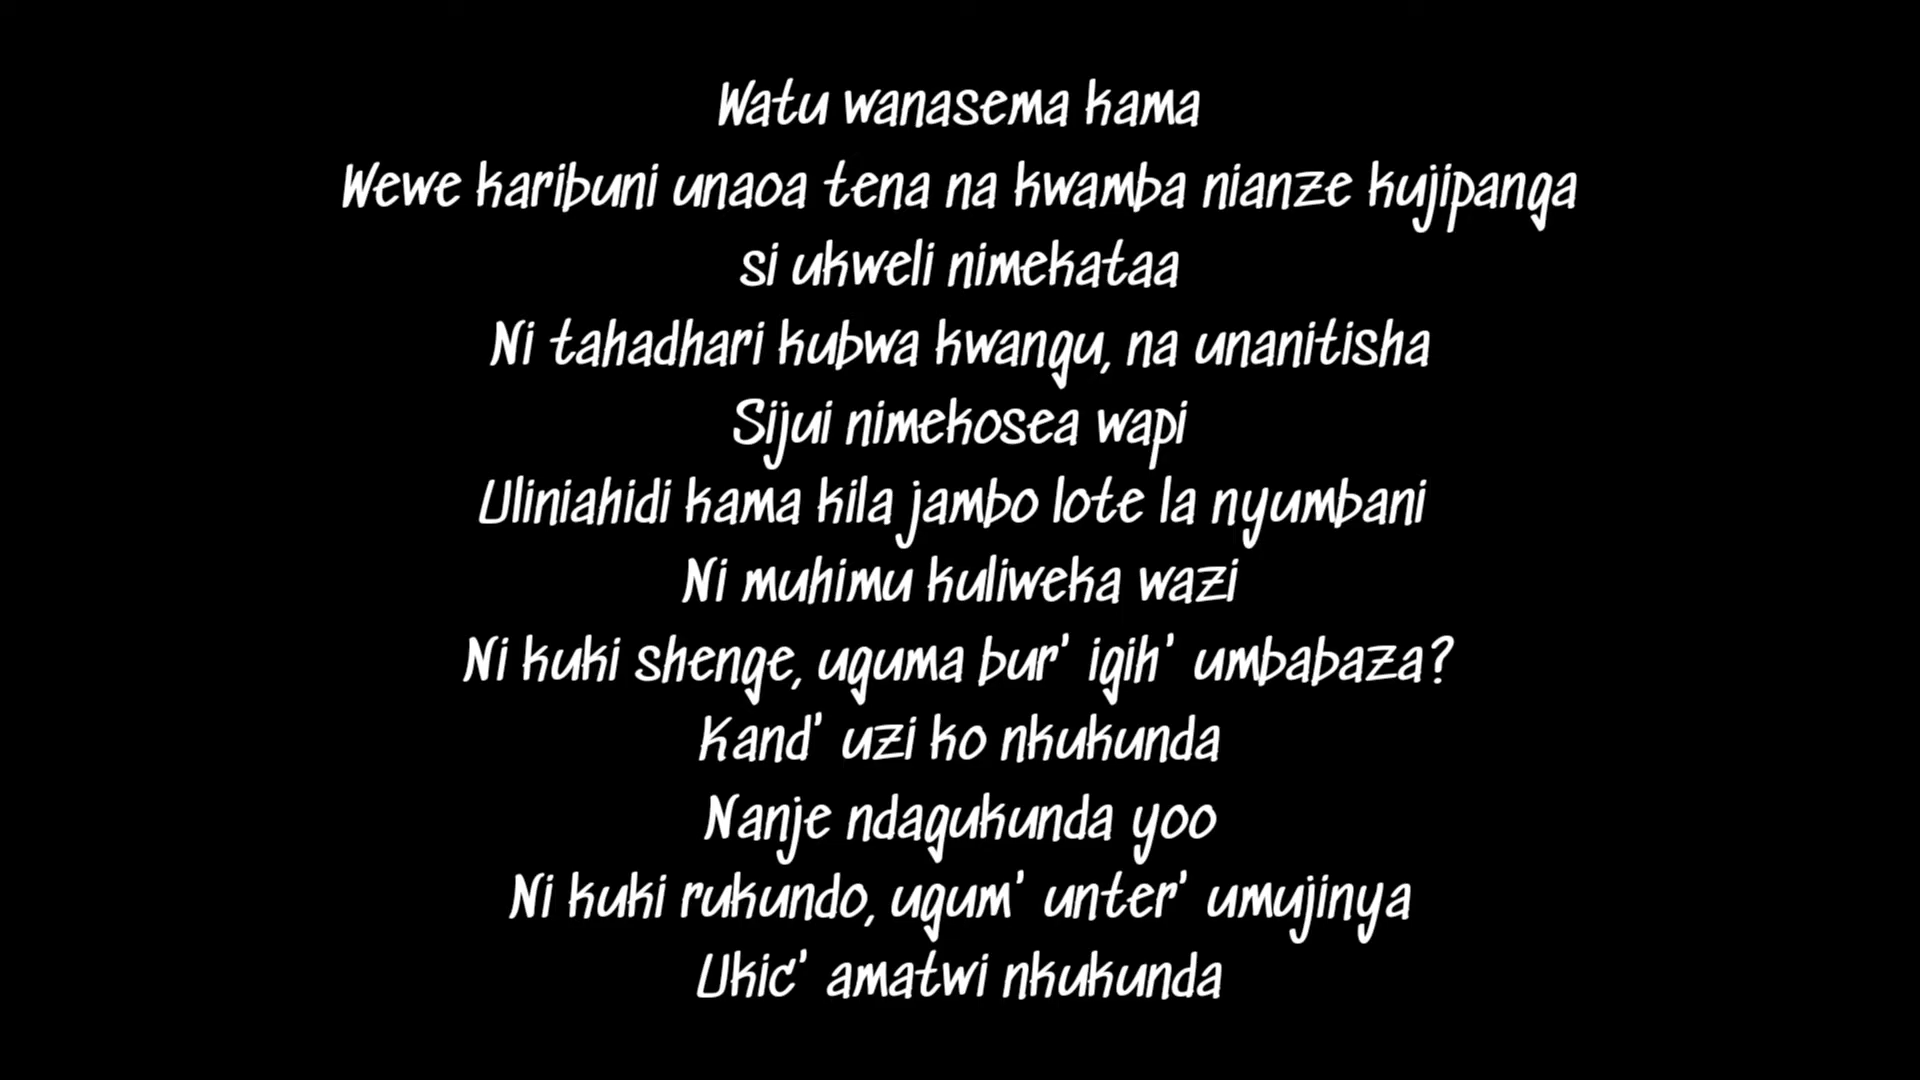 Watu wanasema kama
Wewe karibuni unaoa tena na kwamba nianze kujipanga
si ukweli nimekataa
Ni tahadhari kubwa kwangu, na unanitisha
Sijui nimekosea wapi
Uliniahidi kama kila jambo lote la nyumbani
Ni muhimu kuliweka wazi
Ni kuki shenge, uguma bur' igih' umbabaza?
Kand' uzi ko nkukunda
Nanje ndagukunda yoo
Ni kuki rukundo, ugum' unter' umujinya
Ukic' amatwi nkukunda